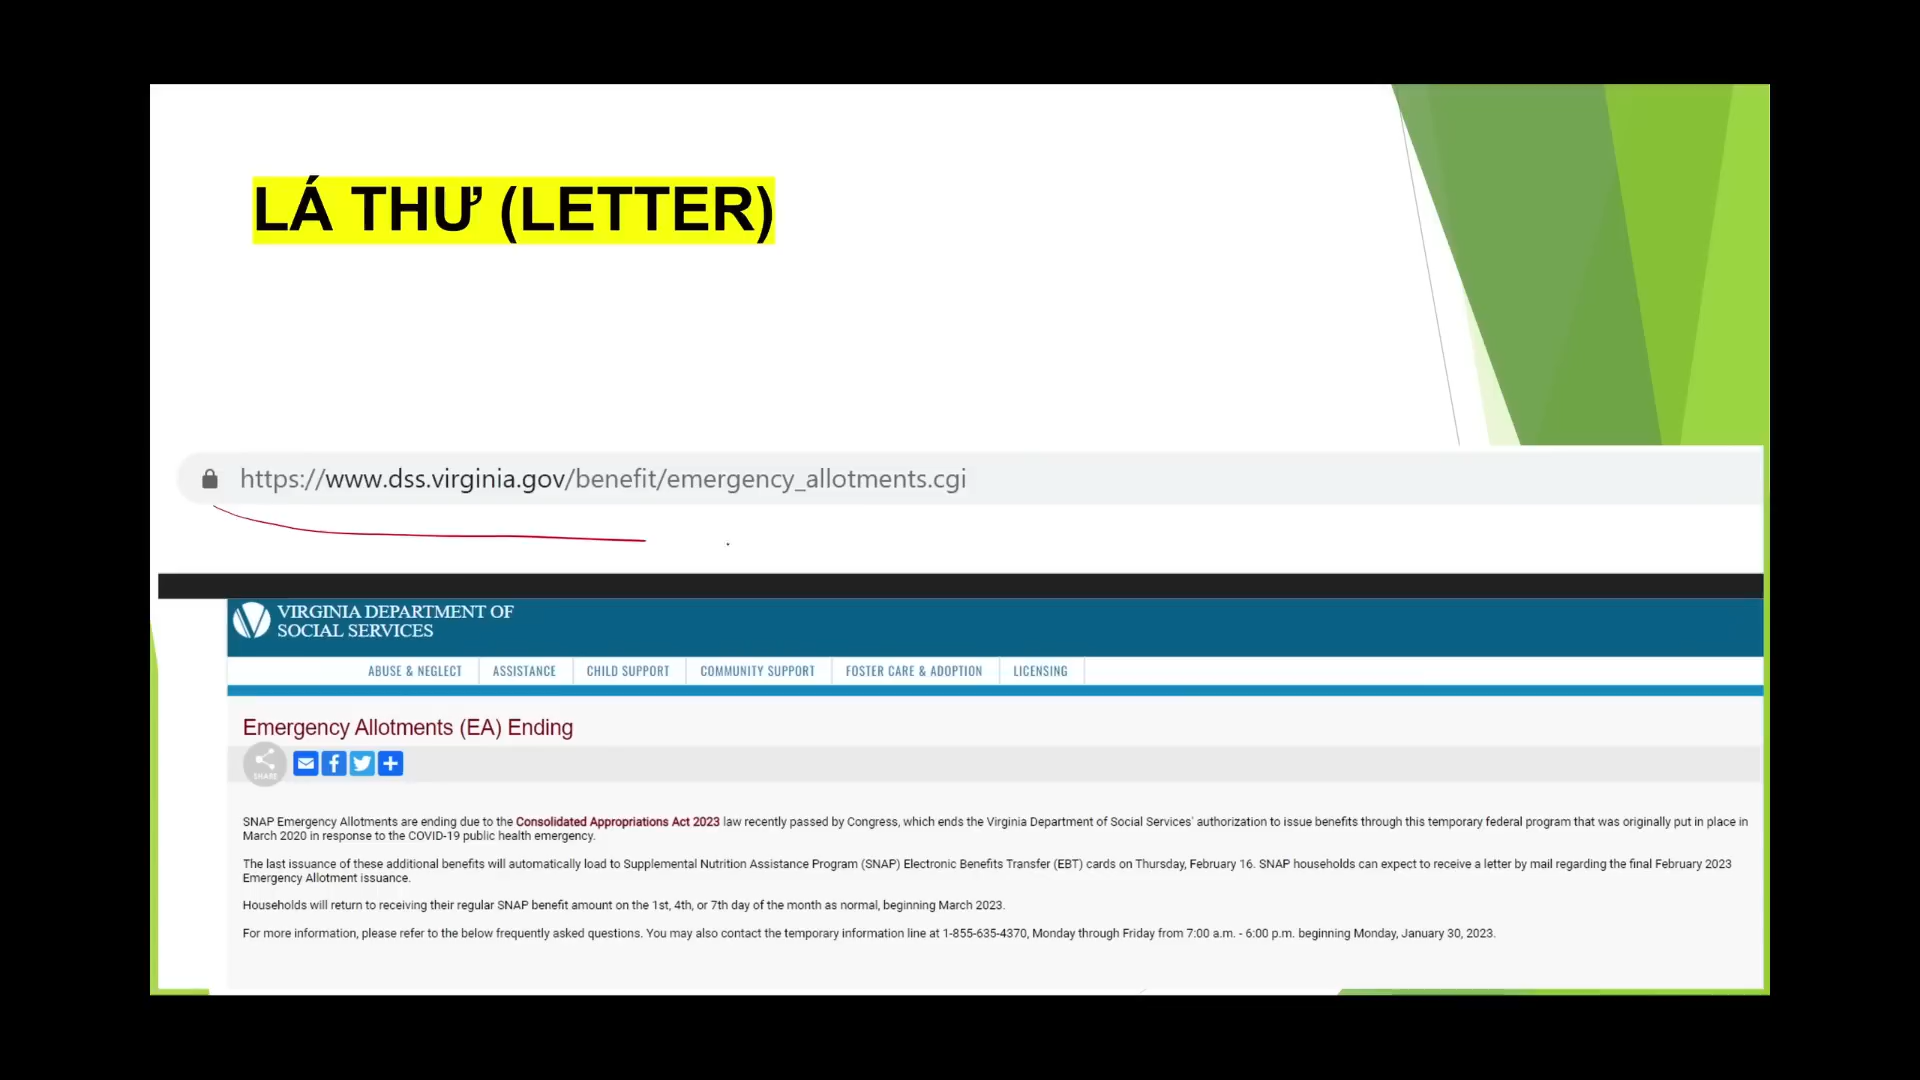 LÁ THƯ (LETTER)
https://www.dss.virginia.gov/benefit/emergency_allotments.cgi
VIRGINIA DEPARTMENT OF
SOCIAL SERVICES
ABUSE & NEGLECT ASSISTANCE CHILD SUPPORT COMMUNITY SUPPORT FOSTER CARE & ADOPTION LICENSING
Emergency Allotments (EA) Ending
SHARE
SNAP Emergency Allotments are ending due to the Consolidated Appropriations Act 2023 law recently passed by Congress, which ends the Virginia Department of Social Services' authorization to issue benefits through this temporary federal program that was originally put in place in
March 2020 in response to the COVID-19 public health emergency.
The last issuance of these additional benefits will automatically load to Supplemental Nutrition Assistance Program (SNAP) Electronic Benefits Transfer (EBT) cards on Thursday, February 16. SNAP households can expect to receive a letter by mail regarding the final February 2023
Emergency Allotment issuance.
Households will return to receiving their regular SNAP benefit amount on the 1st, 4th, or 7th day of the month as normal, beginning March 2023.
For more information, please refer to the below frequently asked questions. You may also contact the temporary information line at 1-855-635-4370, Monday through Friday from 7:00 a.m. - 6:00 p.m. beginning Monday, January 30, 2023.